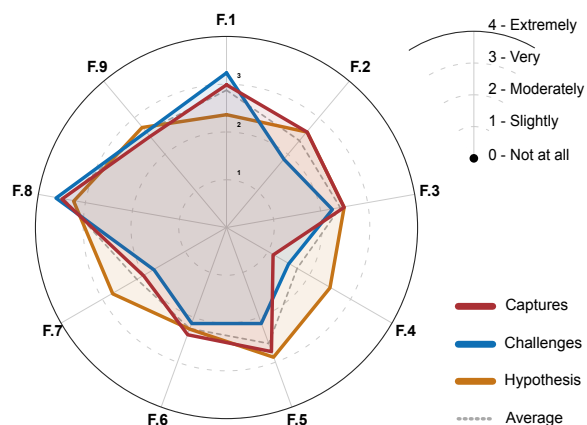 F.1
F.2
F.3
F.4
F.5
F.6
F.7
F.8
F.9
3
2
1
4 - Extremely
3 - Very
2 - Moderately
1 - Slightly
0 - Not at all
Captures
Challenges
Hypothesis
Average